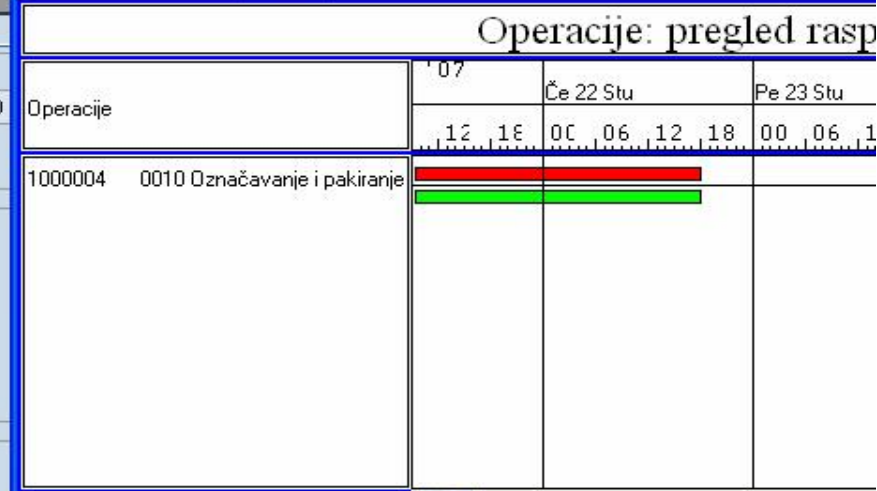 Operacije: pregled rasp
Operacije
'07
Če 22 Stu
Pe 23 Stu
12 18 00 06 12 18 00 06 1
1000004 0010 Označavanje i pakiranje